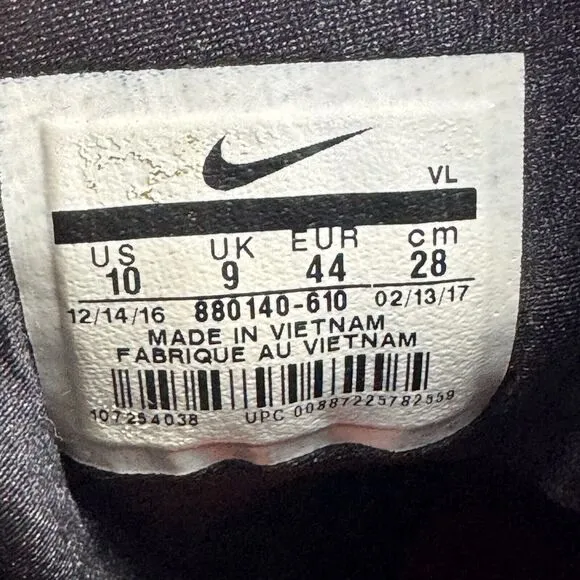 VL
US UK EUR cm
10 9 44 28
12/14/16 880140-610 02/13/17
MADE IN VIETNAM
FABRIQUE AU VIETNAM
107254038 UPC 00887225782559